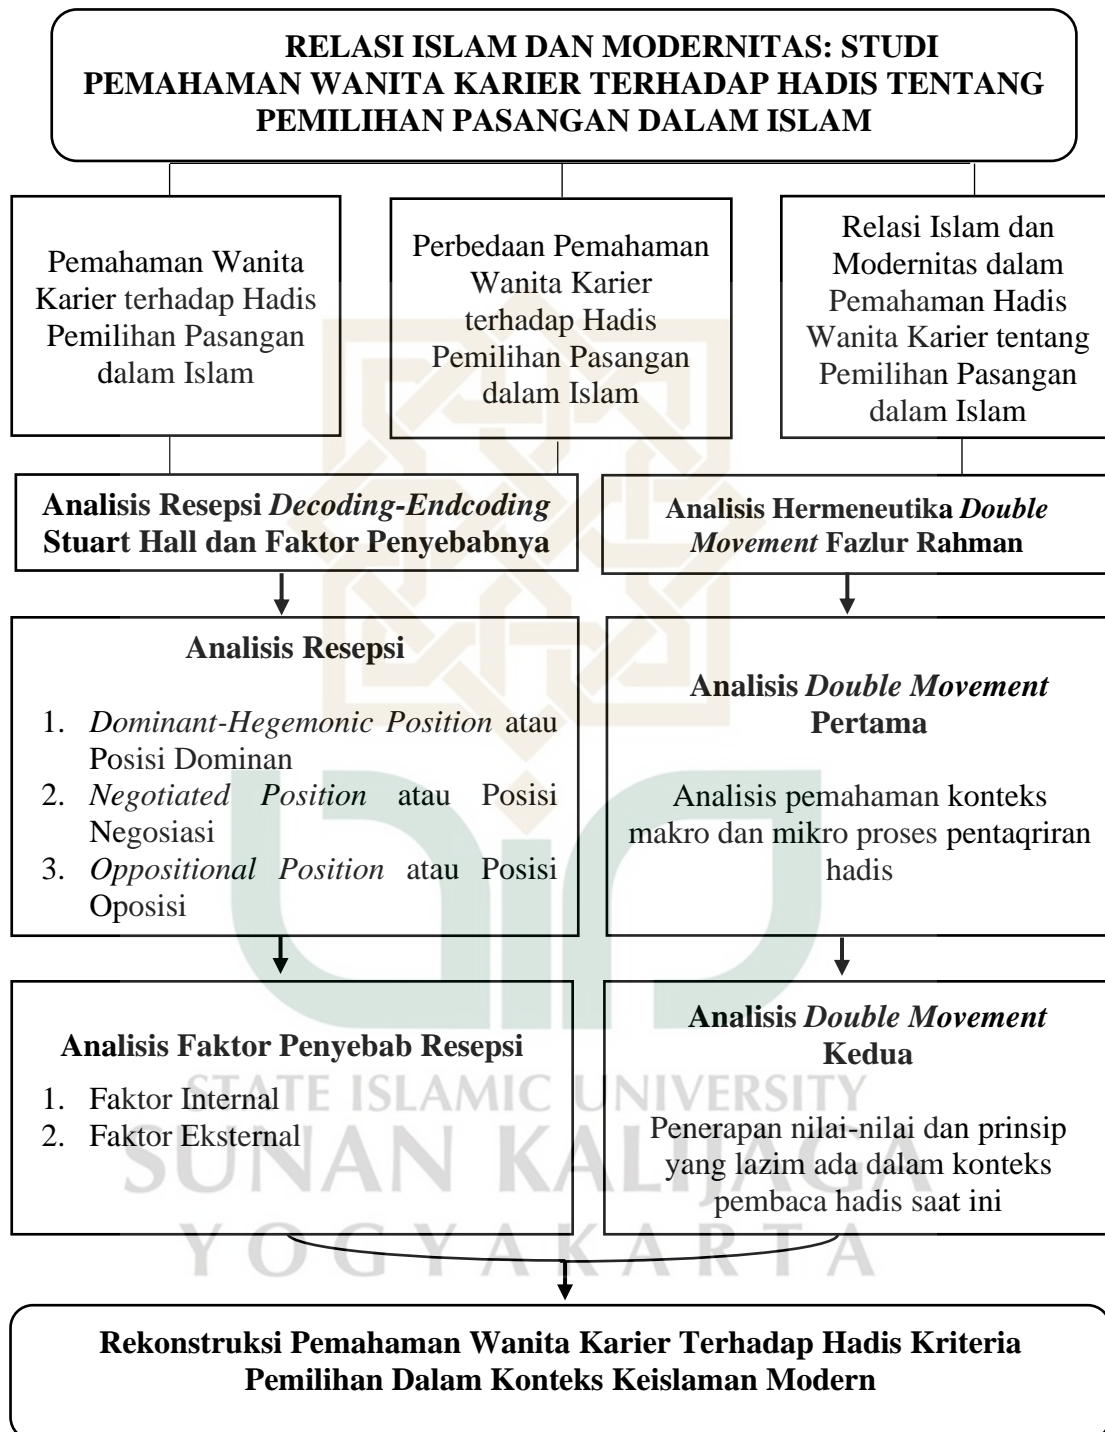 RELASI ISLAM DAN MODERNITAS: STUDI
PEMAHAMAN WANITA KARIER TERHADAP HADIS TENTANG
PEMILIHAN PASANGAN DALAM ISLAM
Pemahaman Wanita
Karier terhadap Hadis
Pemilihan Pasangan
dalam Islam
Perbedaan Pemahaman
Wanita Karier
terhadap Hadis
Pemilihan Pasangan
dalam Islam
Relasi Islam dan
Modernitas dalam
Pemahaman Hadis
Wanita Karier tentang
Pemilihan Pasangan
dalam Islam
Analisis Resepsi Decoding-Endcoding
Stuart Hall dan Faktor Penyebabnya
Analisis Hermeneutika Double
Movement Fazlur Rahman
Analisis Resepsi
1. Dominant-Hegemonic Position atau
Posisi Dominan
2. Negotiated Position atau Posisi
Negosiasi
3. Oppositional Position atau Posisi
Oposisi
Analisis Double Movement
Pertama
Analisis pemahaman konteks
makro dan mikro proses pentaqriran
hadis
Analisis Faktor Penyebab Resepsi
1. Faktor Internal
2. Faktor Eksternal
Analisis Double Movement
Kedua
Penerapan nilai-nilai dan prinsip
yang lazim ada dalam konteks
pembaca hadis saat ini
STATE ISLAMIC UNIVERSITY
SUNAN KALIJAGA
YOGYAKARTA
Rekonstruksi Pemahaman Wanita Karier Terhadap Hadis Kriteria
Pemilihan Dalam Konteks Keislaman Modern